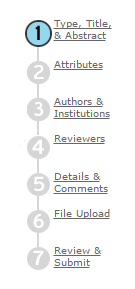 1 Type, Title,
& Abstract
2 Attributes
3 Authors &
Institutions
4 Reviewers
5 Details &
Comments
6 File Upload
7 Review &
Submit